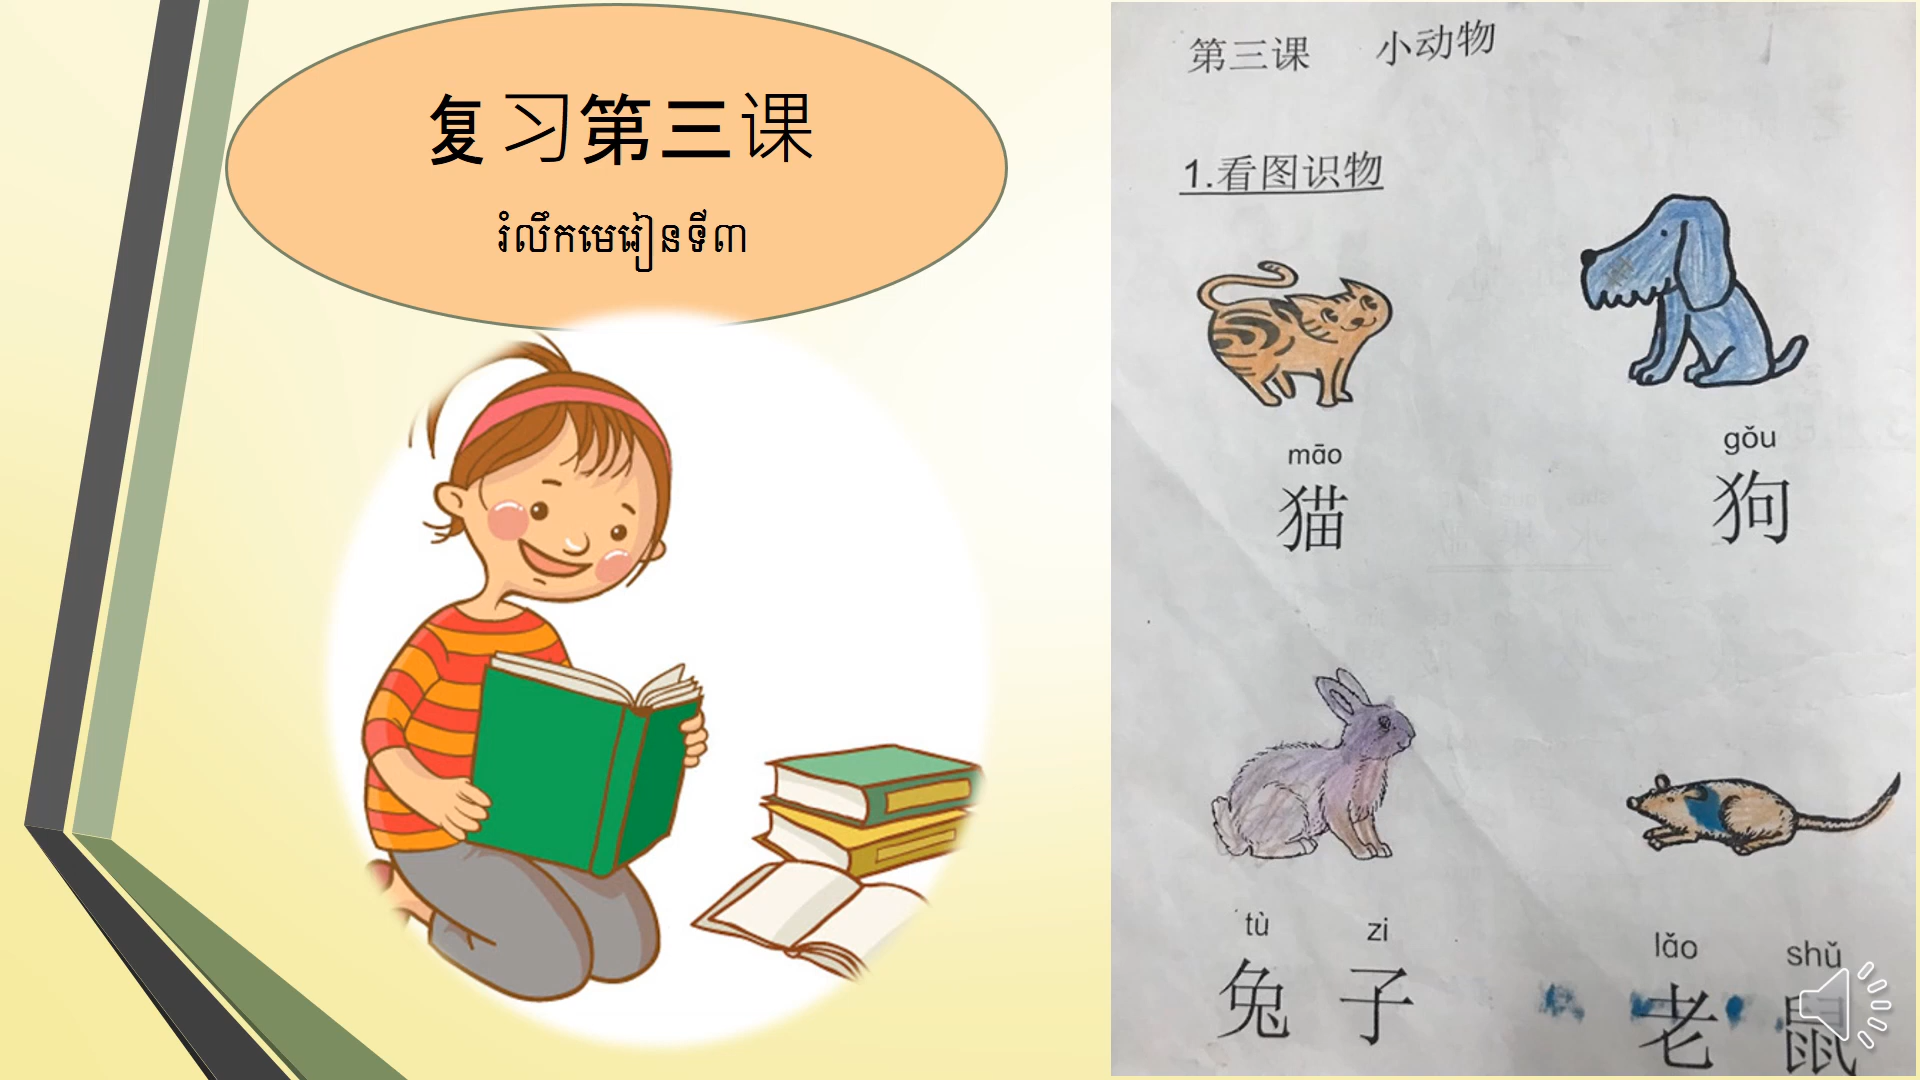 复习第三课
រំលឹកមេរៀនទី៣
第三课 小动物
1.看图识物
māo
猫
gǒu
狗
tù zi
兔子
lǎo shǔ
老鼠